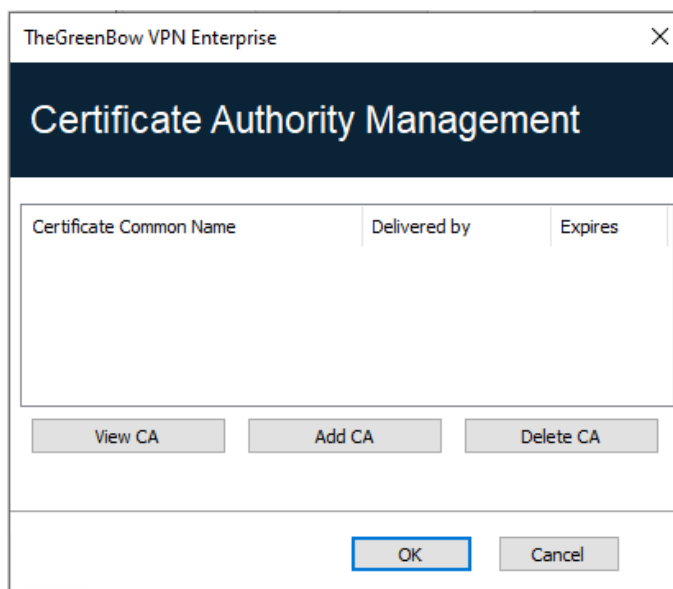 TheGreenBow VPN Enterprise
Certificate Authority Management
Certificate Common Name Delivered by Expires
View CA Add CA Delete CA
OK Cancel